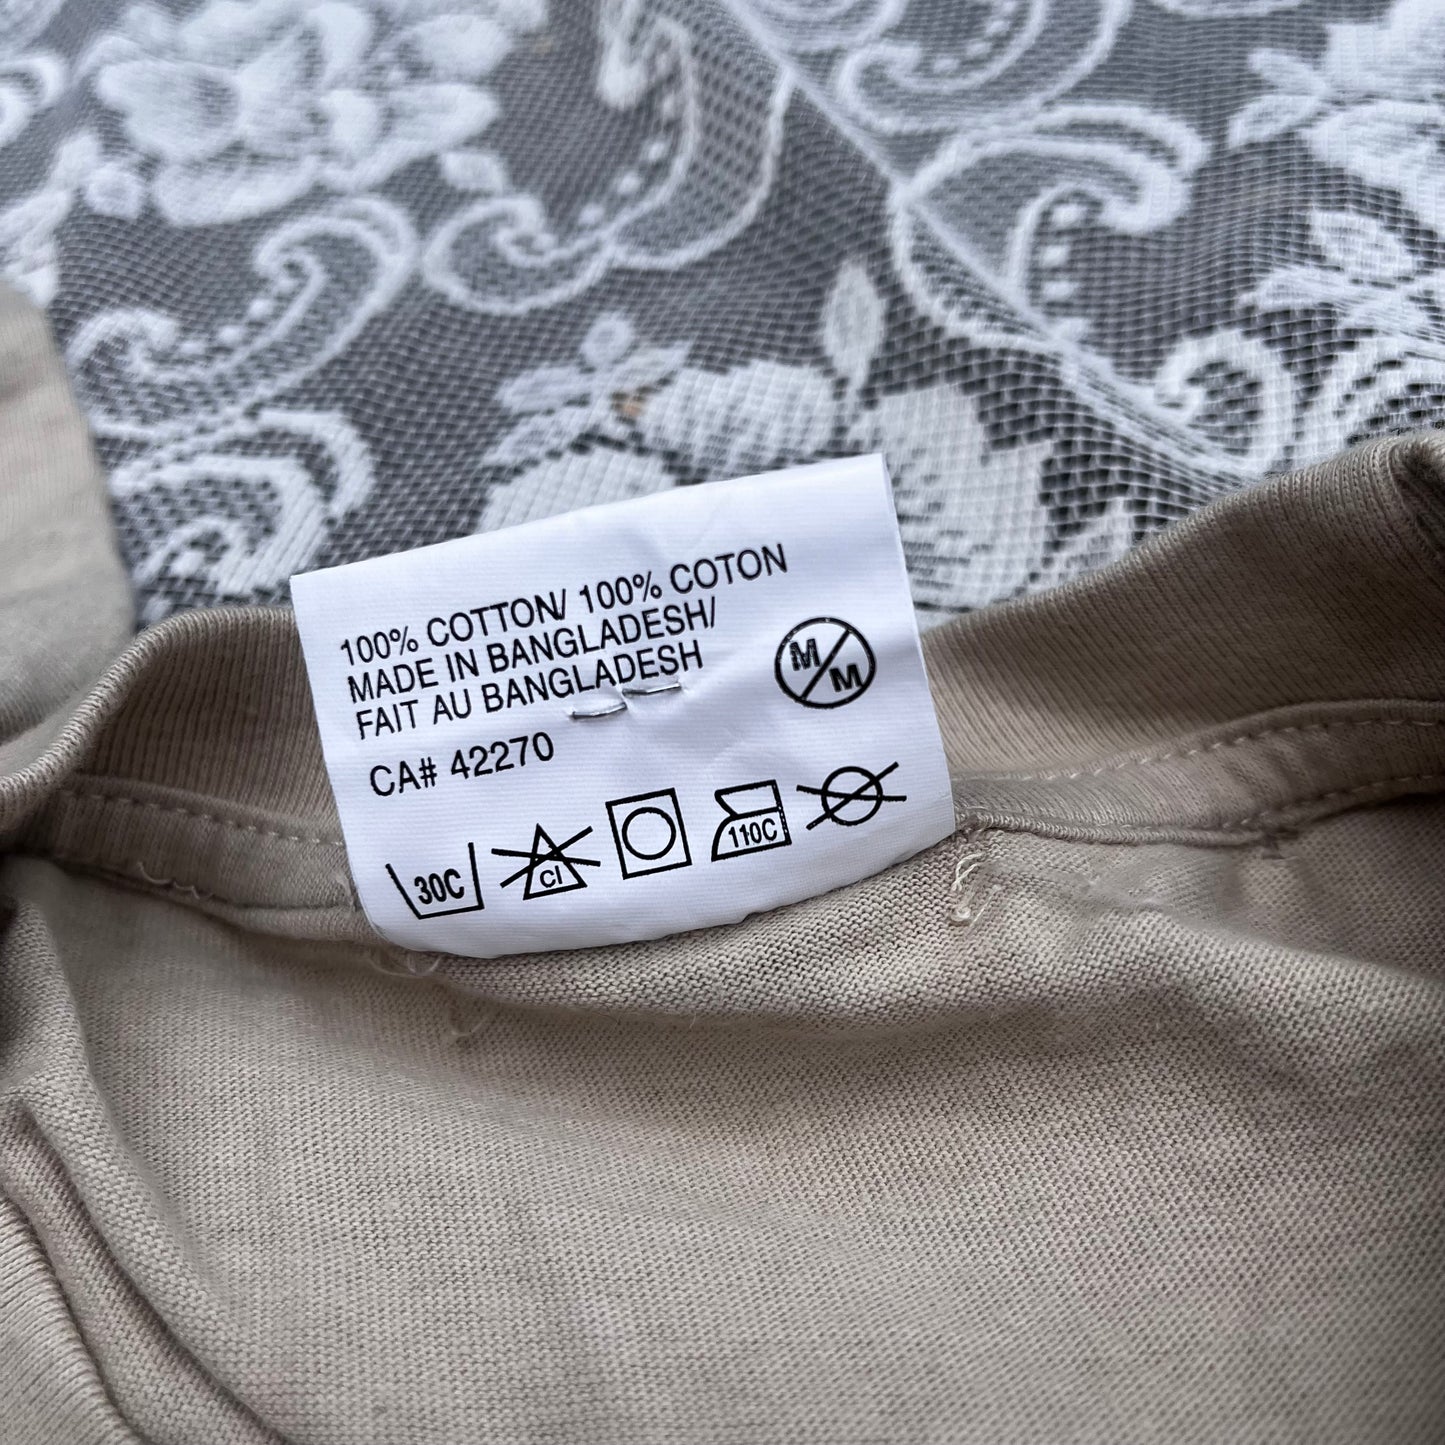 100% COTTON/ 100% COTON
MADE IN BANGLADESH/
FAIT AU BANGLADESH
M/M
CA# 42270
30C
cl
110C